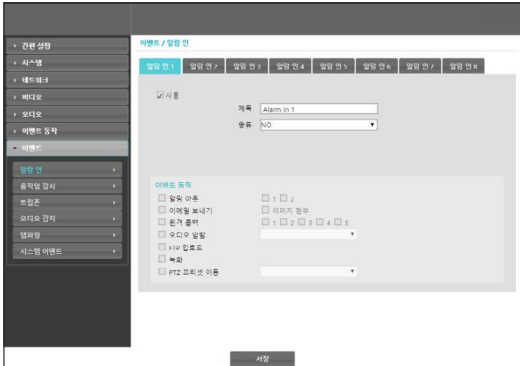 간편 설정
시스템
네트워크
비디오
오디오
이벤트 동작
이벤트
알람 인
움직임 감시
트립존
오디오 감지
탬퍼링
시스템 이벤트
이벤트 / 알람 인
알람 인 1 알람 인 2 알람 인 3 알람 인 4 알람 인 5 알람 인 6 알람 인 7 알람 인 8
사용
제목 Alarm In 1
종류 NO
이벤트 동작
알람 아웃 1 2
이메일 보내기 이미지 첨부
원격 출력 1 2 3 4 5
오디오 알람
FTP 업로드
녹화
PTZ 프리셋 이동
저장